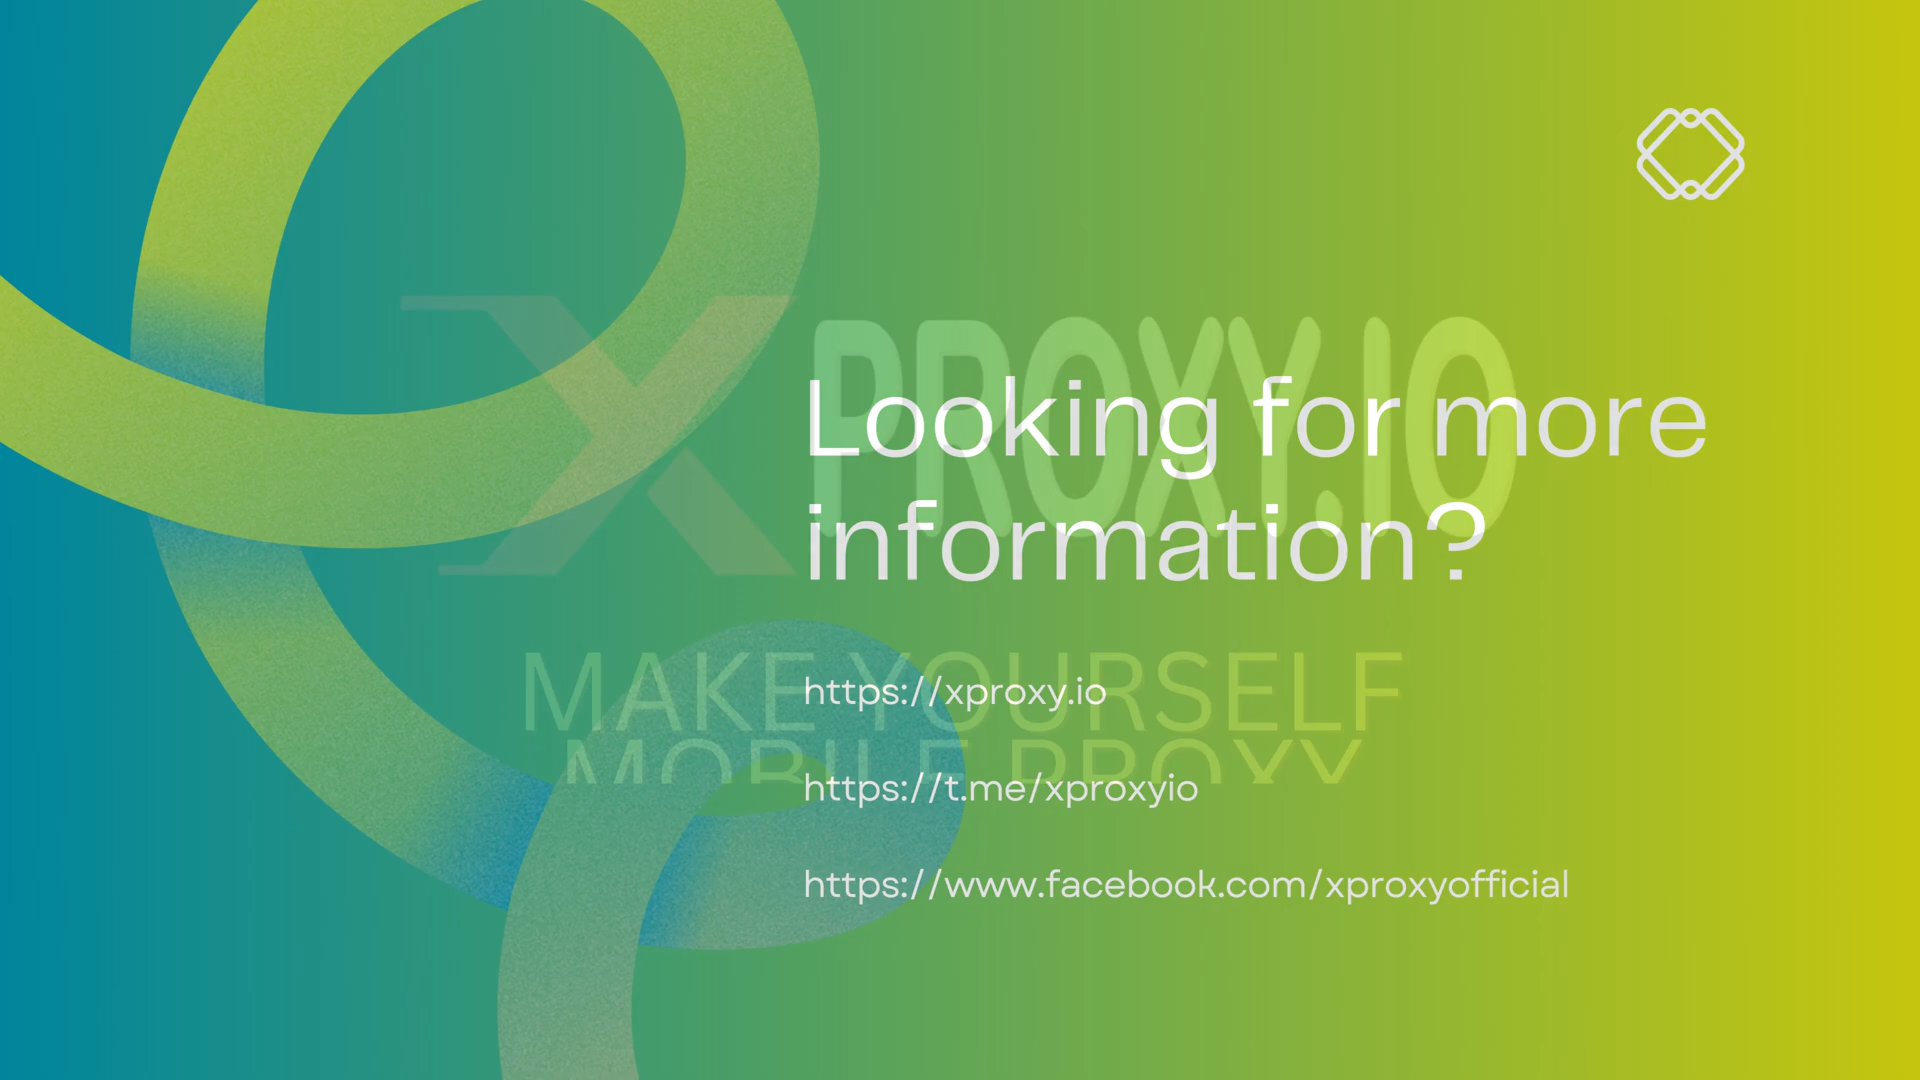 XPROXY.IO
Looking for more
information?
MAKE YOURSELF
https://xproxy.io
MOBILE PROXY
https://t.me/xproxyio
https://www.facebook.com/xproxyofficial